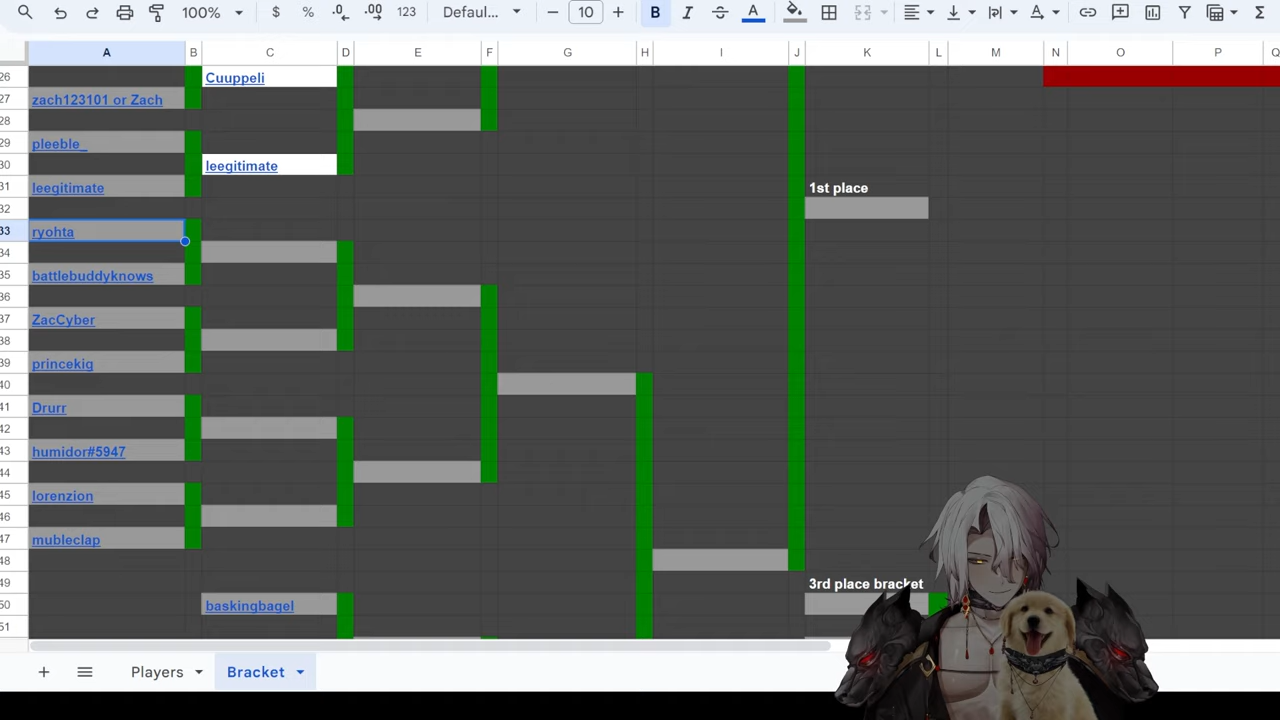 100%
$
%
.0
.00
123
Defaul...
10
B
I
A
A
Σ
A B C D E F G H I J K L M N O P Q
26 Cuuppeli
27 zach123101 or Zach
28
29 pleeble_
30 leegitimate
31 leegitimate 1st place
32
33 ryohta
34
35 battlebuddyknows
36
37 ZacCyber
38
39 princekig
40
41 Drurr
42
43 humidor#5947
44
45 lorenzion
46
47 mubleclap
48
49 3rd place bracket
50 baskingbagel
51
Players
Bracket